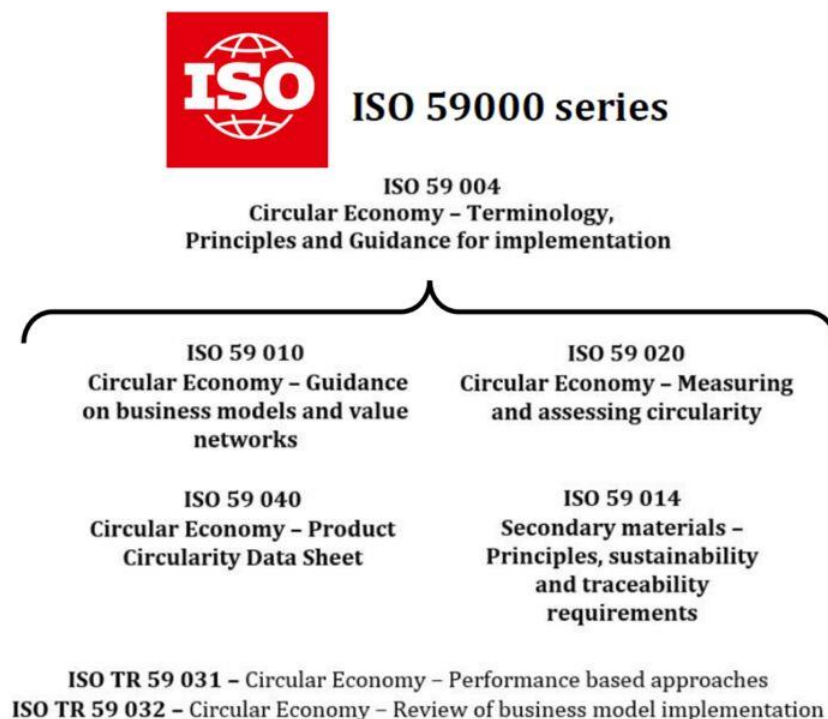 ISO
ISO 59000 series
ISO 59 004
Circular Economy – Terminology,
Principles and Guidance for implementation
ISO 59 010
Circular Economy – Guidance
on business models and value
networks
ISO 59 020
Circular Economy – Measuring
and assessing circularity
ISO 59 040
Circular Economy – Product
Circularity Data Sheet
ISO 59 014
Secondary materials –
Principles, sustainability
and traceability
requirements
ISO TR 59 031 – Circular Economy – Performance based approaches
ISO TR 59 032 – Circular Economy – Review of business model implementation